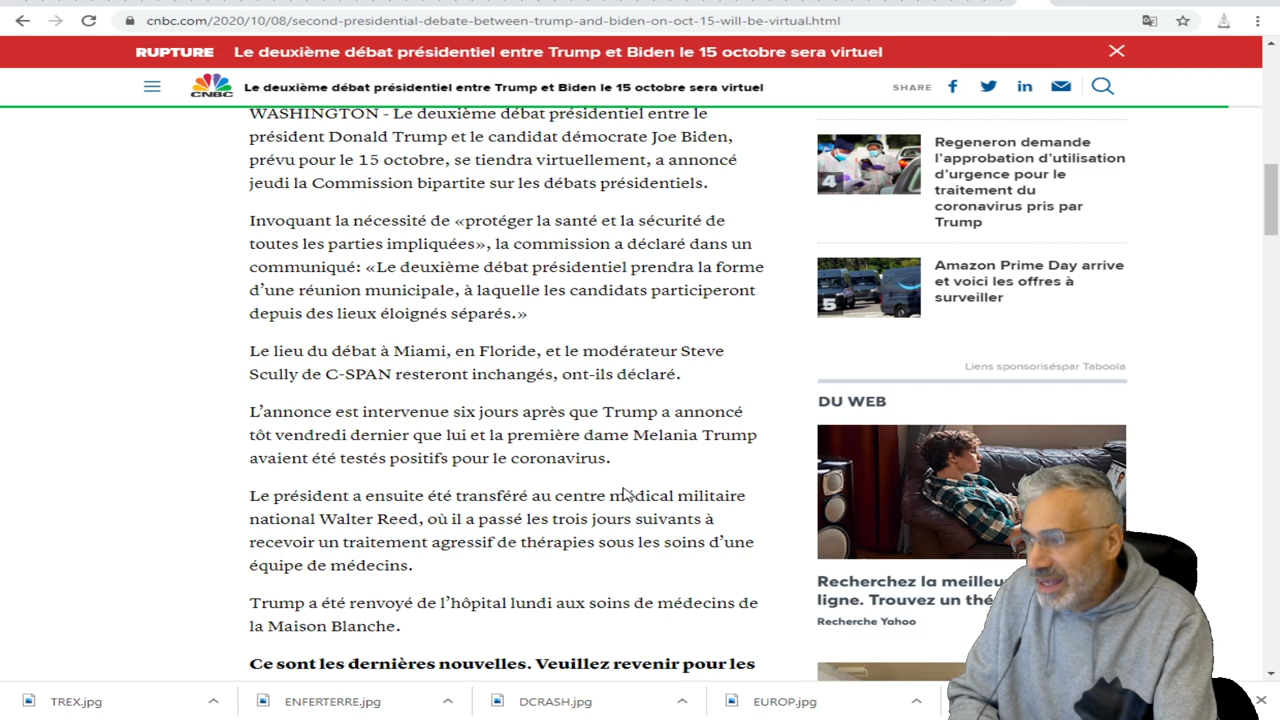 cnbc.com/2020/10/08/second-presidential-debate-between-trump-and-biden-on-oct-15-will-be-virtual.html
RUPTURE Le deuxième débat présidentiel entre Trump et Biden le 15 octobre sera virtuel
CNBC Le deuxième débat présidentiel entre Trump et Biden le 15 octobre sera virtuel SHARE
WASHINGTON - Le deuxième débat présidentiel entre le
président Donald Trump et le candidat démocrate Joe Biden,
prévu pour le 15 octobre, se tiendra virtuellement, a annoncé
jeudi la Commission bipartite sur les débats présidentiels.
Invoquant la nécessité de «protéger la santé et la sécurité de
toutes les parties impliquées», la commission a déclaré dans un
communiqué: «Le deuxième débat présidentiel prendra la forme
d’une réunion municipale, à laquelle les candidats participeront
depuis des lieux éloignés séparés.»
Le lieu du débat à Miami, en Floride, et le modérateur Steve
Scully de C-SPAN resteront inchangés, ont-ils déclaré.
L’annonce est intervenue six jours après que Trump a annoncé
tôt vendredi dernier que lui et la première dame Melania Trump
avaient été testés positifs pour le coronavirus.
Le président a ensuite été transféré au centre médical militaire
national Walter Reed, où il a passé les trois jours suivants à
recevoir un traitement agressif de thérapies sous les soins d’une
équipe de médecins.
Trump a été renvoyé de l’hôpital lundi aux soins de médecins de
la Maison Blanche.
Ce sont les dernières nouvelles. Veuillez revenir pour les
4
Regeneron demande
l’approbation d’utilisation
d’urgence pour le
traitement du
coronavirus pris par
Trump
5
Amazon Prime Day arrive
et voici les offres à
surveiller
Liens sponsoriséspar Taboola
DU WEB
Recherchez la meilleu
ligne. Trouvez un thé
Recherche Yahoo
TREX.jpg
ENFERTERRE.jpg
DCRASH.jpg
EUROP.jpg